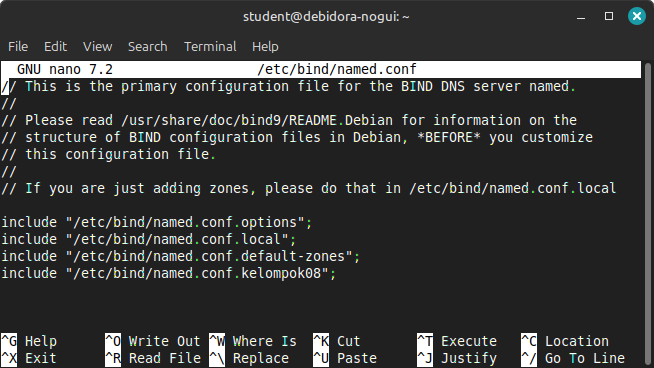 student@debidora-nogui: ~
File Edit View Search Terminal Help
GNU nano 7.2 /etc/bind/named.conf
// This is the primary configuration file for the BIND DNS server named.
//
// Please read /usr/share/doc/bind9/README.Debian for information on the
// structure of BIND configuration files in Debian, *BEFORE* you customize
// this configuration file.
//
// If you are just adding zones, please do that in /etc/bind/named.conf.local
include "/etc/bind/named.conf.options";
include "/etc/bind/named.conf.local";
include "/etc/bind/named.conf.default-zones";
include "/etc/bind/named.conf.kelompok08";
^G Help ^O Write Out ^W Where Is ^K Cut ^T Execute ^C Location
^X Exit ^R Read File ^\ Replace ^U Paste ^J Justify ^/ Go To Line